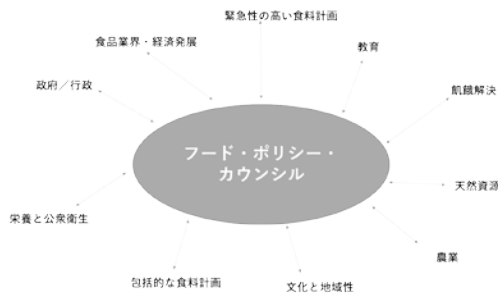 緊急性の高い食料計画
食品業界・経済発展
教育
政府／行政
飢餓解決
フード・ポリシー・
カウンシル
天然資源
栄養と公衆衛生
農業
包括的な食料計画
文化と地域性